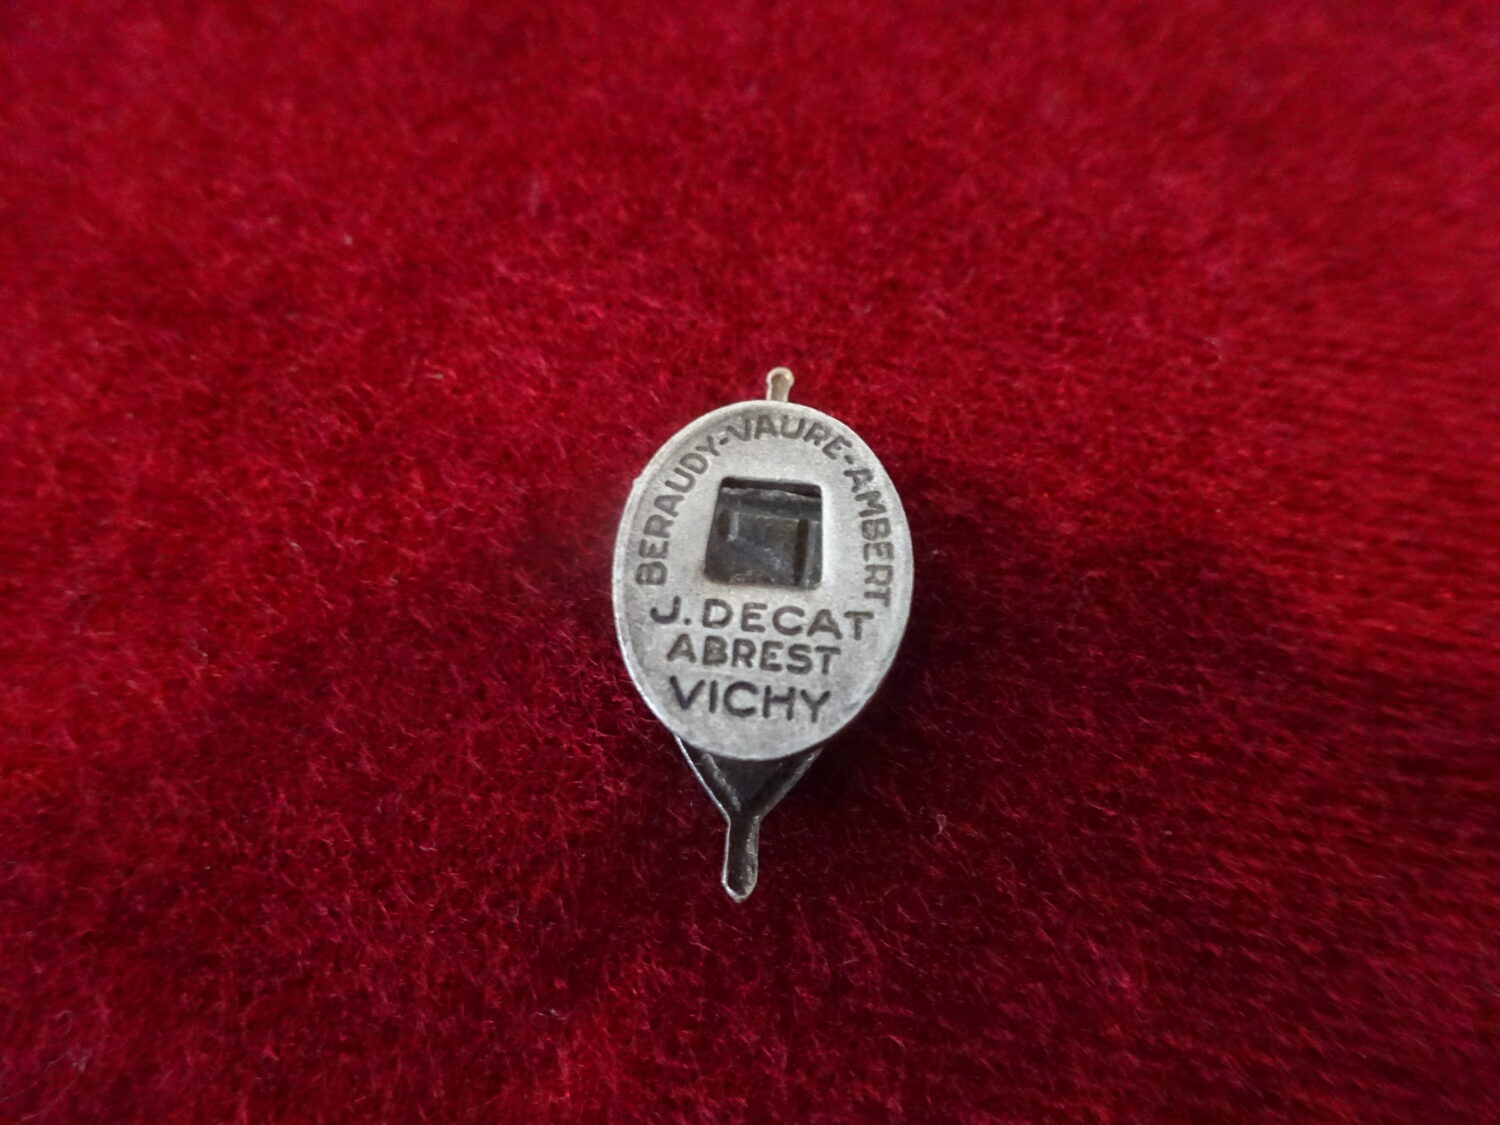 BERAUDY-VAURE-AMBERT
J. DECAT
ABREST
VICHY